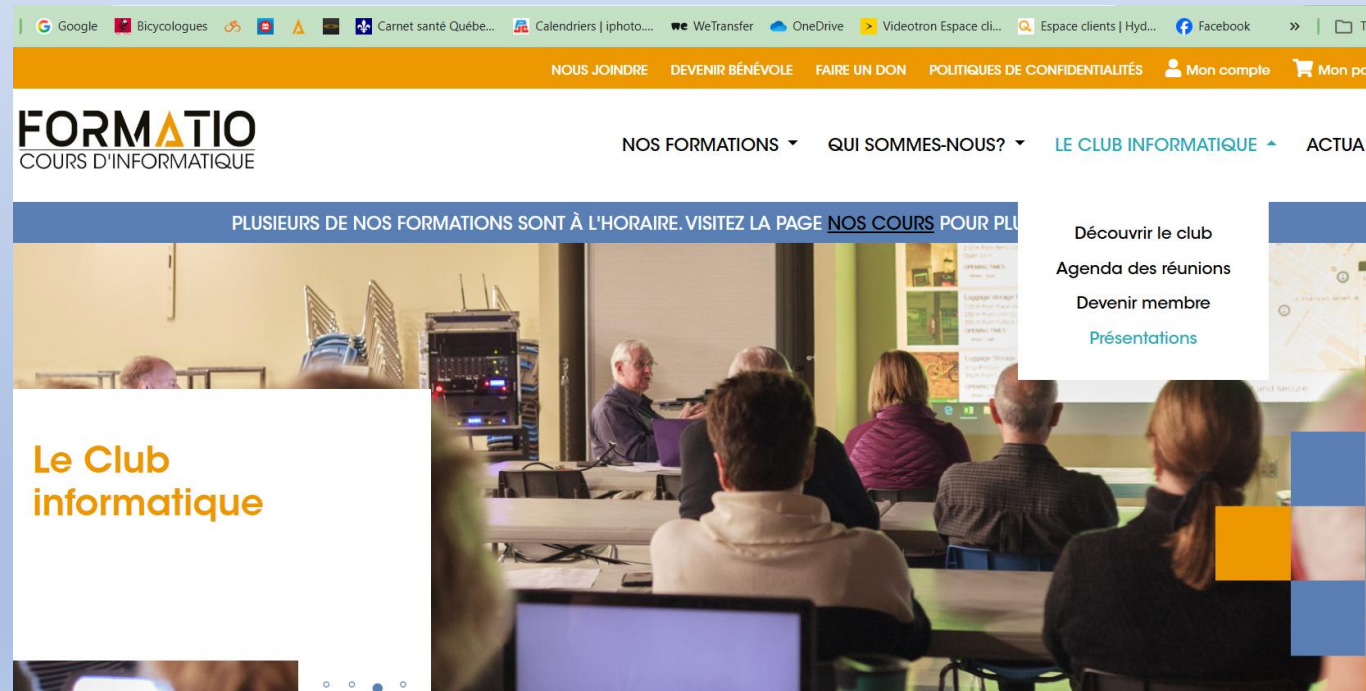 Google Bicycologues Carnet santé Québe... Calendriers | iphoto.... we WeTransfer OneDrive Videotron Espace cli... Espace clients | Hyd... Facebook »
NOUS JOINDRE DEVENIR BÉNÉVOLE FAIRE UN DON POLITIQUES DE CONFIDENTIALITÉS Mon compte Mon pa
FORMATIO
COURS D'INFORMATIQUE
NOS FORMATIONS QUI SOMMES-NOUS? LE CLUB INFORMATIQUE ACTUA
PLUSIEURS DE NOS FORMATIONS SONT À L'HORAIRE. VISITEZ LA PAGE NOS COURS POUR PLU
Découvrir le club
Agenda des réunions
Devenir membre
Présentations
Le Club
informatique